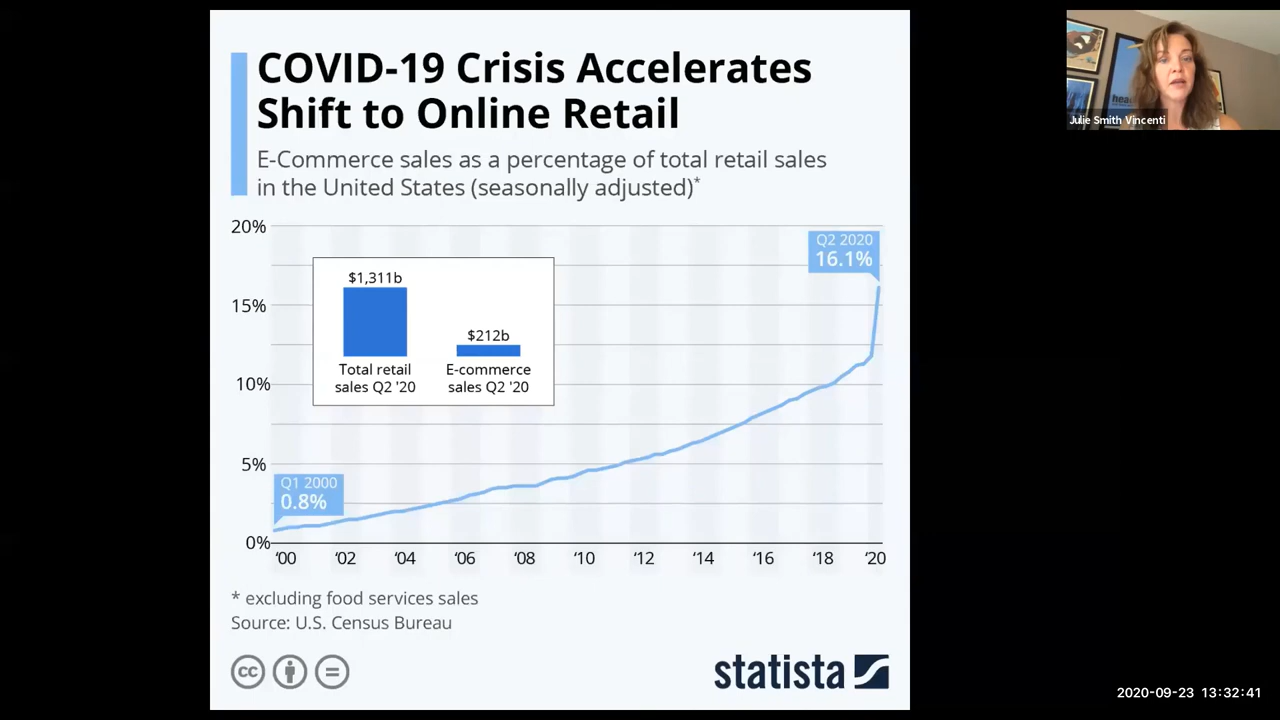 COVID-19 Crisis Accelerates
Shift to Online Retail
E-Commerce sales as a percentage of total retail sales
in the United States (seasonally adjusted)*
20%
15%
10%
5%
0%
$1,311b
$212b
Total retail
sales Q2 '20
E-commerce
sales Q2 '20
Q2 2020
16.1%
Q1 2000
0.8%
'00
'02
'04
'06
'08
'10
'12
'14
'16
'18
'20
* excluding food services sales
Source: U.S. Census Bureau
cc
statista
Julie Smith Vincenti
2020-09-23 13:32:41